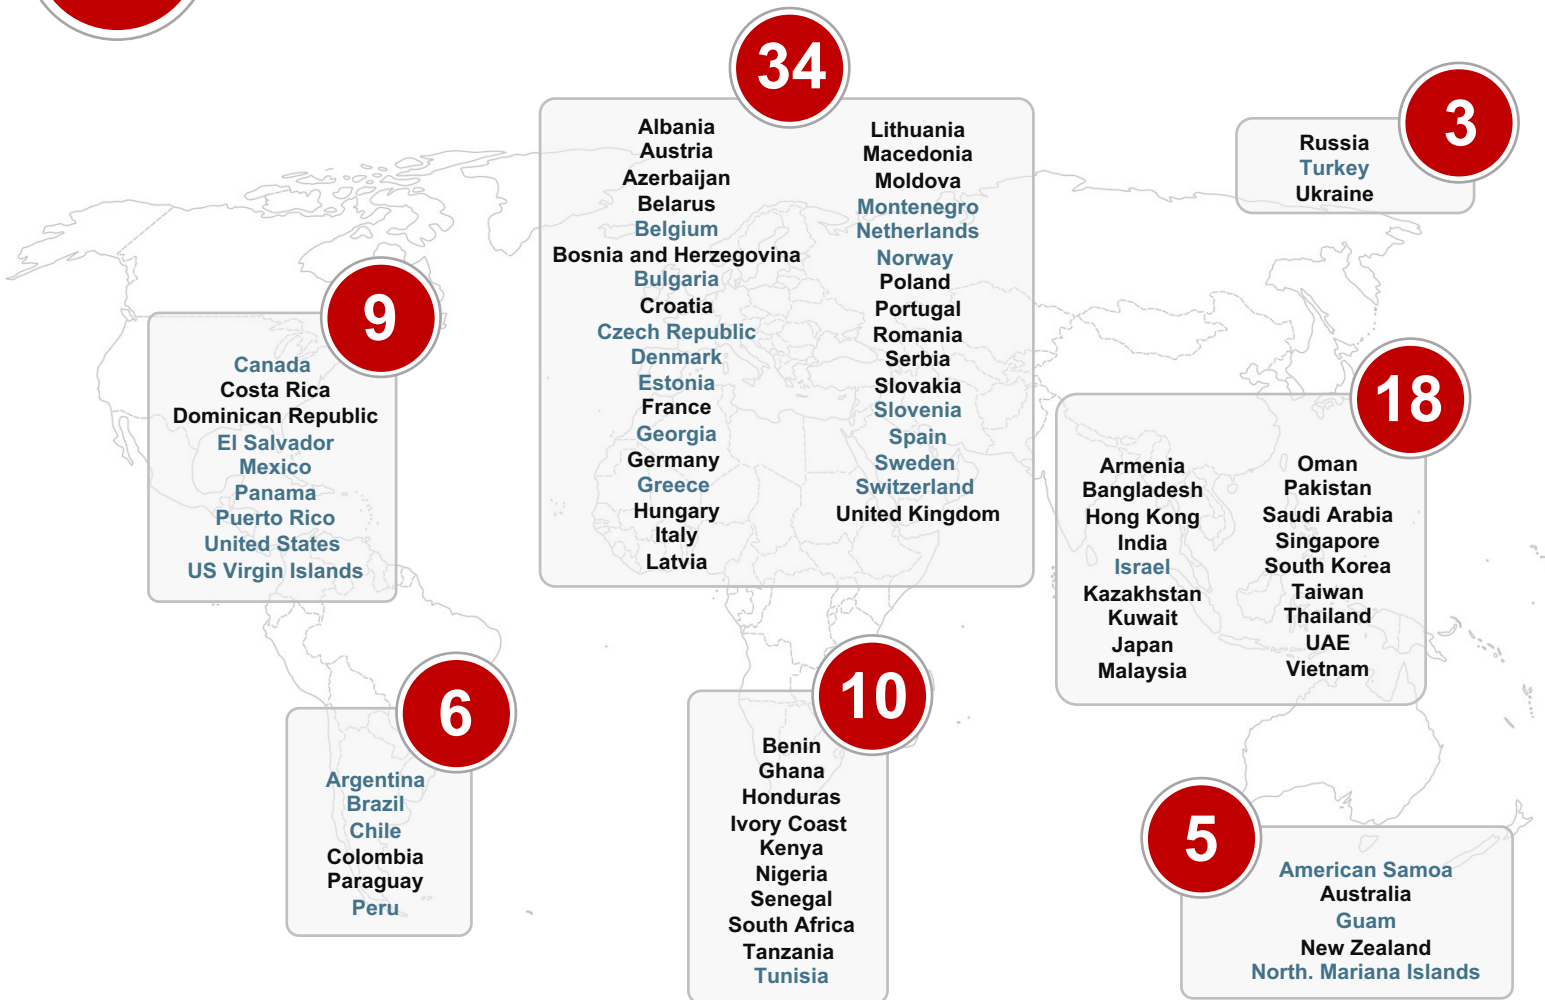 34
Albania
Austria
Azerbaijan
Belarus
Belgium
Bosnia and Herzegovina
Bulgaria
Croatia
Czech Republic
Denmark
Estonia
France
Georgia
Germany
Greece
Hungary
Italy
Latvia
Lithuania
Macedonia
Moldova
Montenegro
Netherlands
Norway
Poland
Portugal
Romania
Serbia
Slovakia
Slovenia
Spain
Sweden
Switzerland
United Kingdom
3
Russia
Turkey
Ukraine
9
Canada
Costa Rica
Dominican Republic
El Salvador
Mexico
Panama
Puerto Rico
United States
US Virgin Islands
18
Armenia
Bangladesh
Hong Kong
India
Israel
Kazakhstan
Kuwait
Japan
Malaysia
Oman
Pakistan
Saudi Arabia
Singapore
South Korea
Taiwan
Thailand
UAE
Vietnam
6
Argentina
Brazil
Chile
Colombia
Paraguay
Peru
10
Benin
Ghana
Honduras
Ivory Coast
Kenya
Nigeria
Senegal
South Africa
Tanzania
Tunisia
5
American Samoa
Australia
Guam
New Zealand
North. Mariana Islands